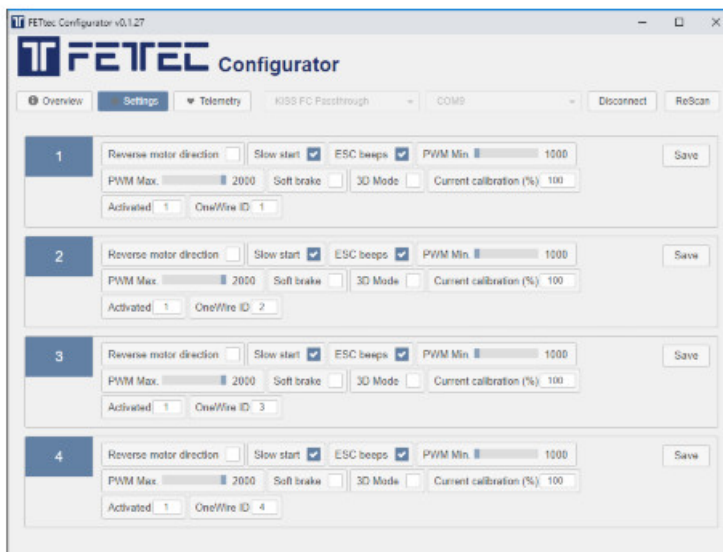 FETtec Configurator v0.1.27
FETTEC Configurator
Overview Settings Telemetry KISS FC Passthrough COM9 Disconnect ReScan
1 Reverse motor direction Slow start ESC beeps PWM Min. 1000 Save
PWM Max. 2000 Soft brake 3D Mode Current calibration (%) 100
Activated 1 OneWire ID 1
2 Reverse motor direction Slow start ESC beeps PWM Min. 1000 Save
PWM Max. 2000 Soft brake 3D Mode Current calibration (%) 100
Activated 1 OneWire ID 2
3 Reverse motor direction Slow start ESC beeps PWM Min. 1000 Save
PWM Max. 2000 Soft brake 3D Mode Current calibration (%) 100
Activated 1 OneWire ID 3
4 Reverse motor direction Slow start ESC beeps PWM Min. 1000 Save
PWM Max. 2000 Soft brake 3D Mode Current calibration (%) 100
Activated 1 OneWire ID 4